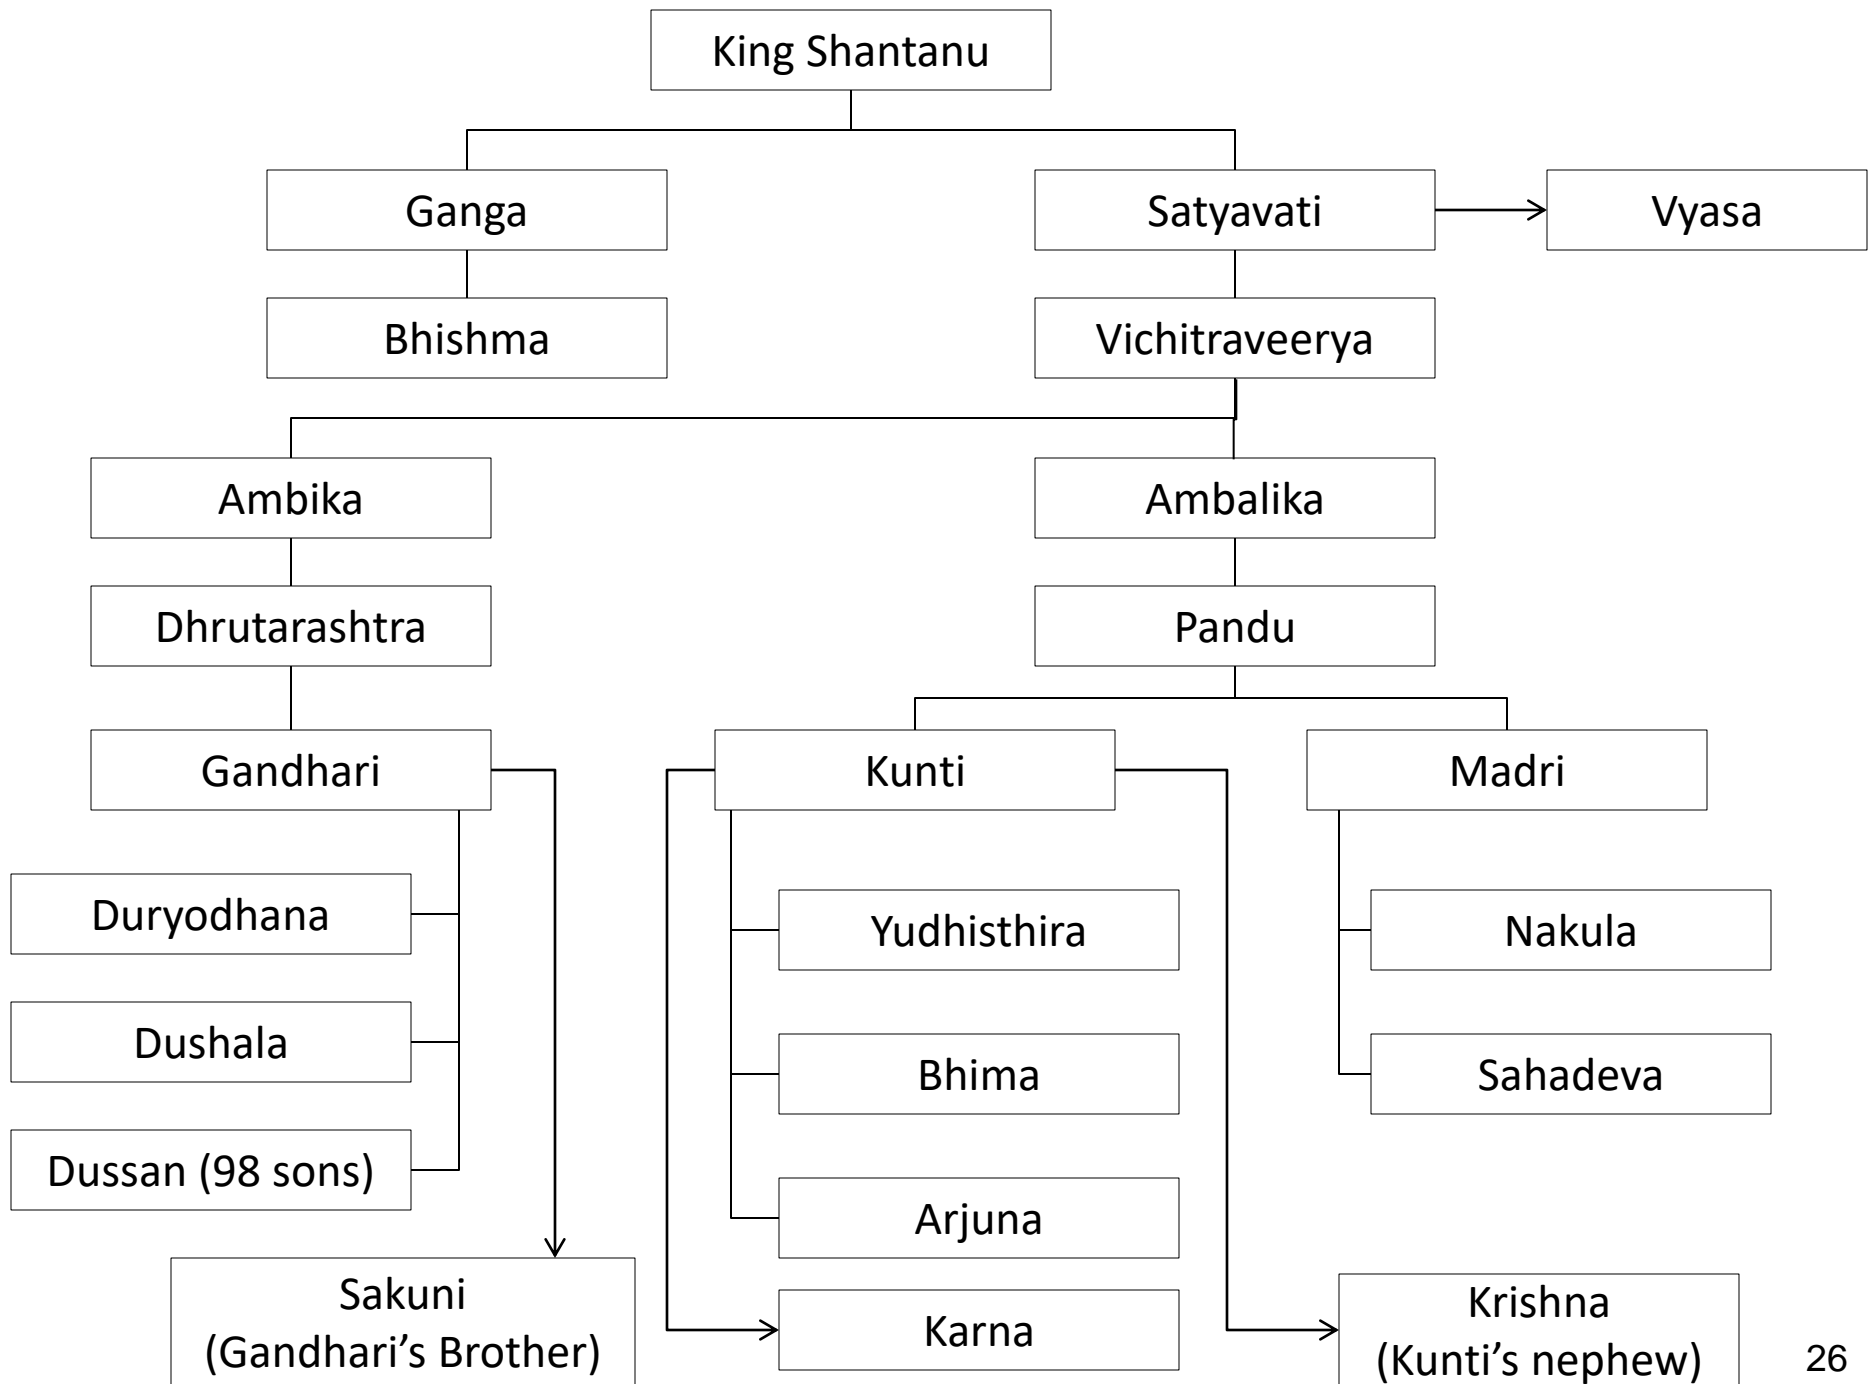 King Shantanu
Ganga
Satyavati
Vyasa
Bhishma
Vichitraveerya
Ambika
Ambalika
Dhrutarashtra
Pandu
Gandhari
Kunti
Madri
Duryodhana
Yudhisthira
Nakula
Dushala
Bhima
Sahadeva
Dussan (98 sons)
Arjuna
Sakuni
(Gandhari’s Brother)
Karna
Krishna
(Kunti’s nephew)
26